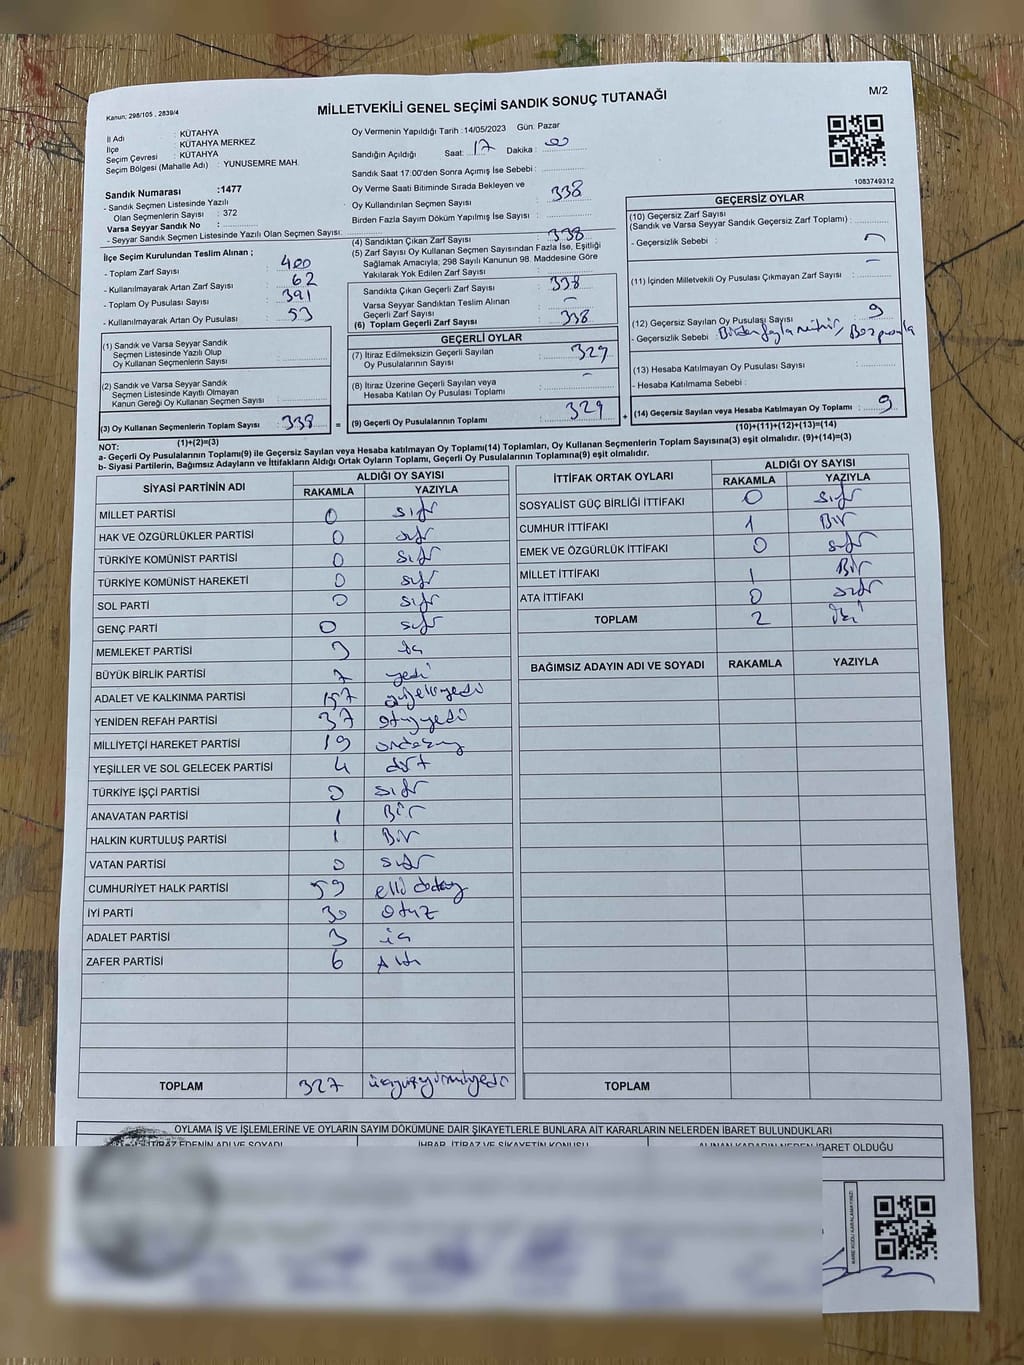 Kanun; 298/105 , 2839/4
MİLLETVEKİLİ GENEL SEÇİMİ SANDIK SONUÇ TUTANAĞI
M/2
İl Adı : KÜTAHYA
İlçe : KÜTAHYA MERKEZ
Seçim Çevresi : KÜTAHYA
Seçim Bölgesi (Mahalle Adı) : YUNUSEMRE MAH.
Sandık Numarası :1477
- Sandık Seçmen Listesinde Yazılı
Olan Seçmenlerin Sayısı : 372
Varsa Seyyar Sandık No :
- Seyyar Sandık Seçmen Listesinde Yazılı Olan Seçmen Sayısı:
İlçe Seçim Kurulundan Teslim Alınan ;
- Toplam Zarf Sayısı : 400
- Kullanılmayarak Artan Zarf Sayısı : 62
- Toplam Oy Pusulası Sayısı : 391
- Kullanılmayarak Artan Oy Pusulası : 53
(1) Sandık ve Varsa Seyyar Sandık
Seçmen Listesinde Yazılı Olup
Oy Kullanan Seçmenlerin Sayısı :
(2) Sandık ve Varsa Seyyar Sandık
Seçmen Listesinde Kayıtlı Olmayan
Kanun Gereği Oy Kullanan Seçmen Sayısı :
(3) Oy Kullanan Seçmenlerin Toplam Sayısı : 338
(1)+(2)=(3)
Oy Vermenin Yapıldığı Tarih :14/05/2023 Gün: Pazar
Sandığın Açıldığı Saat: 17 Dakika : 00
Sandık Saat 17:00'den Sonra Açımış İse Sebebi :
Oy Verme Saati Bitiminde Sırada Bekleyen ve
Oy Kullandırılan Seçmen Sayısı : 338
Birden Fazla Sayım Döküm Yapılmış İse Sayısı :
(4) Sandıktan Çıkan Zarf Sayısı : 338
(5) Zarf Sayısı Oy Kullanan Seçmen Sayısından Fazla İse, Eşitliği
Sağlamak Amacıyla; 298 Sayılı Kanunun 98. Maddesine Göre
Yakılarak Yok Edilen Zarf Sayısı :
Sandıkta Çıkan Geçerli Zarf Sayısı : 338
Varsa Seyyar Sandıktan Teslim Alınan
Geçerli Zarf Sayısı : -
(6) Toplam Geçerli Zarf Sayısı : 338
GEÇERLİ OYLAR
(7) İtiraz Edilmeksizin Geçerli Sayılan
Oy Pusulalarının Sayısı : 329
(8) İtiraz Üzerine Geçerli Sayılan veya
Hesaba Katılan Oy Pusulaları Toplamı : -
= (9) Geçerli Oy Pusulalarının Toplamı : 329 +
1083749312
GEÇERSİZ OYLAR
(10) Geçersiz Zarf Sayısı
(Sandık ve Varsa Seyyar Sandık Geçersiz Zarf Toplamı) :
- Geçersizlik Sebebi : -
(11) İçinden Milletvekili Oy Pusulası Çıkmayan Zarf Sayısı : -
(12) Geçersiz Sayılan Oy Pusulası Sayısı : 9
- Geçersizlik Sebebi :
(13) Hesaba Katılmayan Oy Pusulası Sayısı :
- Hesaba Katılmama Sebebi :
(14) Geçersiz Sayılan veya Hesaba Katılmayan Oy Toplamı : 9
(10)+(11)+(12)+(13)=(14)
NOT:
a- Geçerli Oy Pusulalarının Toplamı(9) ile Geçersiz Sayılan veya Hesaba katılmayan Oy Toplamı(14) Toplamları, Oy Kullanan Seçmenlerin Toplam Sayısına(3) eşit olmalıdır. (9)+(14)=(3)
b- Siyasi Partilerin, Bağımsız Adayların ve İttifakların Aldığı Ortak Oyların Toplamı, Geçerli Oy Pusulalarının Toplamına(9) eşit olmalıdır.
SİYASİ PARTİNİN ADI
ALDIĞI OY SAYISI
RAKAMLA YAZIYLA
MİLLET PARTİSİ 0 sıfır
HAK VE ÖZGÜRLÜKLER PARTİSİ 0 sıfır
TÜRKİYE KOMÜNİST PARTİSİ 0 sıfır
TÜRKİYE KOMÜNİST HAREKETİ 0 sıfır
SOL PARTİ 0 sıfır
GENÇ PARTİ 0 sıfır
MEMLEKET PARTİSİ 3 üç
BÜYÜK BİRLİK PARTİSİ 7 yedi
ADALET VE KALKINMA PARTİSİ 157 yüzelliyedi
YENİDEN REFAH PARTİSİ 37 otuzyedi
MİLLİYETÇİ HAREKET PARTİSİ 19 ondokuz
YEŞİLLER VE SOL GELECEK PARTİSİ 4 dört
TÜRKİYE İŞÇİ PARTİSİ 0 sıfır
ANAVATAN PARTİSİ 1 Bir
HALKIN KURTULUŞ PARTİSİ 1 Bir
VATAN PARTİSİ 0 sıfır
CUMHURİYET HALK PARTİSİ 59 elli dokuz
İYİ PARTİ 30 otuz
ADALET PARTİSİ 3 üç
ZAFER PARTİSİ 6 Altı
TOPLAM 327 üçyüzyirmiyedi
İTTİFAK ORTAK OYLARI
ALDIĞI OY SAYISI
RAKAMLA YAZIYLA
SOSYALİST GÜÇ BİRLİĞİ İTTİFAKI 0 sıfır
CUMHUR İTTİFAKI 1 Bir
EMEK VE ÖZGÜRLÜK İTTİFAKI 0 sıfır
MİLLET İTTİFAKI 1 Bir
ATA İTTİFAKI 0 sıfır
TOPLAM 2 İki
BAĞIMSIZ ADAYIN ADI VE SOYADI RAKAMLA YAZIYLA
TOPLAM
OYLAMA İŞ VE İŞLEMLERİNE VE OYLARIN SAYIM DÖKÜMÜNE DAİR ŞİKAYETLERLE BUNLARA AİT KARARLARIN NELERDEN İBARET BULUNDUKLARI
İTİRAZ EDENİN ADI VE SOYADI İHBAR, İTİRAZ VE ŞİKAYETİN KONUSU ALINAN KARARIN NEDEN İBARET OLDUĞU
KARE KODU KARALAMAYINIZ!